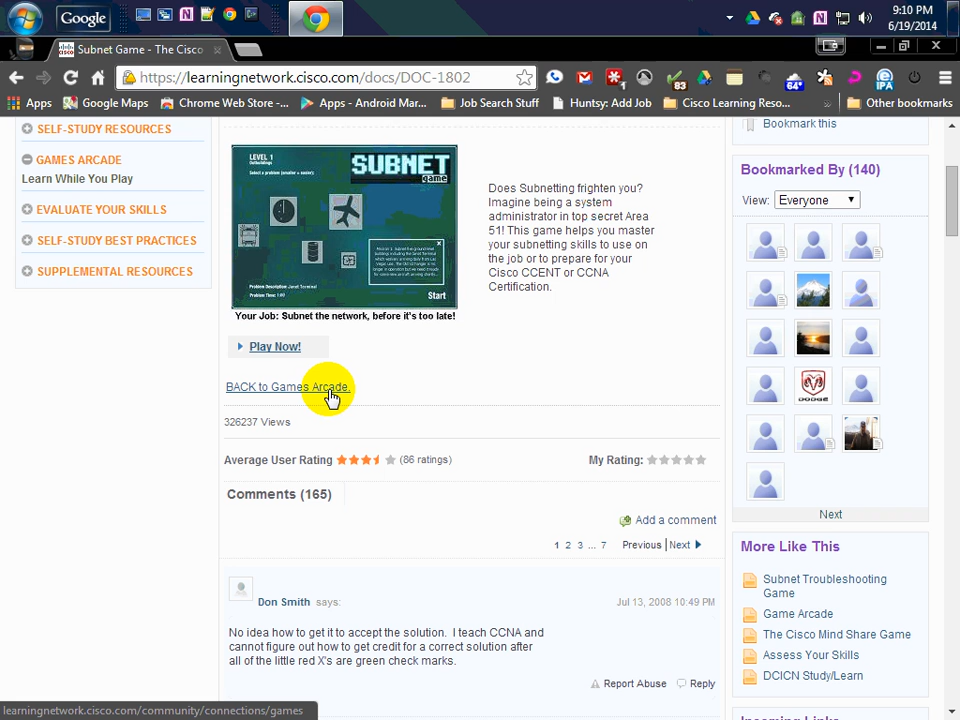 Google
9:10 PM
6/19/2014
Subnet Game - The Cisco
https://learningnetwork.cisco.com/docs/DOC-1802
1
83
64°
IPA
Apps
Google Maps
Chrome Web Store -...
Apps - Android Mar...
Job Search Stuff
Huntsy: Add Job
Cisco Learning Reso...
»
Other bookmarks
SELF-STUDY RESOURCES
GAMES ARCADE
Learn While You Play
EVALUATE YOUR SKILLS
SELF-STUDY BEST PRACTICES
SUPPLEMENTAL RESOURCES
LEVEL 1
SUBNET
game
Start
Your Job: Subnet the network, before it's too late!
Does Subnetting frighten you?
Imagine being a system
administrator in top secret Area
51! This game helps you master
your subnetting skills to use on
the job or to prepare for your
Cisco CCENT or CCNA
Certification.
Play Now!
BACK to Games Arcade.
326237 Views
Average User Rating
(86 ratings)
My Rating:
Comments (165)
Add a comment
1 2 3 ... 7 Previous | Next
Don Smith says:
Jul 13, 2008 10:49 PM
No idea how to get it to accept the solution. I teach CCNA and
cannot figure out how to get credit for a correct solution after
all of the little red X's are green check marks.
Report Abuse
Reply
Bookmark this
Bookmarked By (140)
View: Everyone
DODGE
Next
More Like This
Subnet Troubleshooting
Game
Game Arcade
The Cisco Mind Share Game
Assess Your Skills
DCICN Study/Learn
learningnetwork.cisco.com/community/connections/games